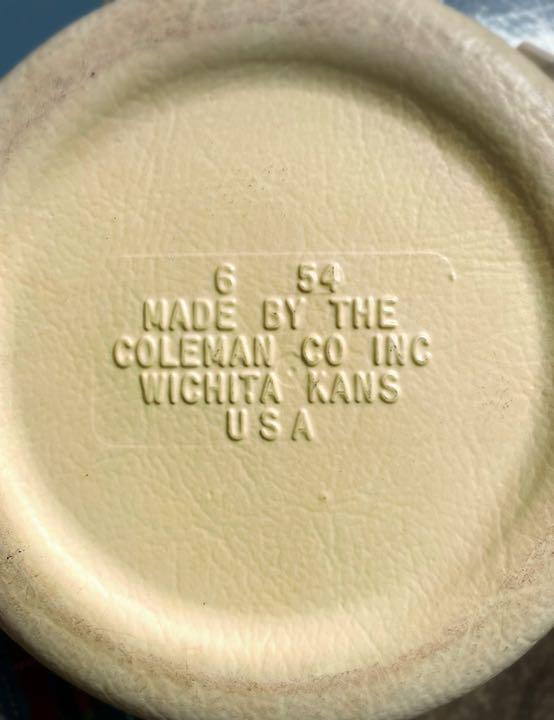 6 54
MADE BY THE
COLEMAN CO INC
WICHITA KANS
USA